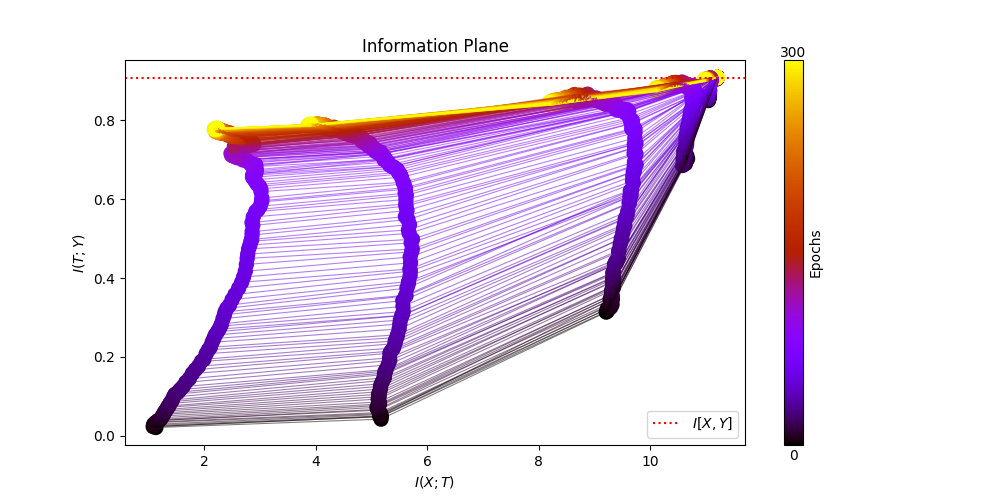 Information Plane
300
0.8
0.6
0.4
0.2
0.0
I(T; Y)
2
4
6
8
10
I(X; T)
I[X, Y]
Epochs
0